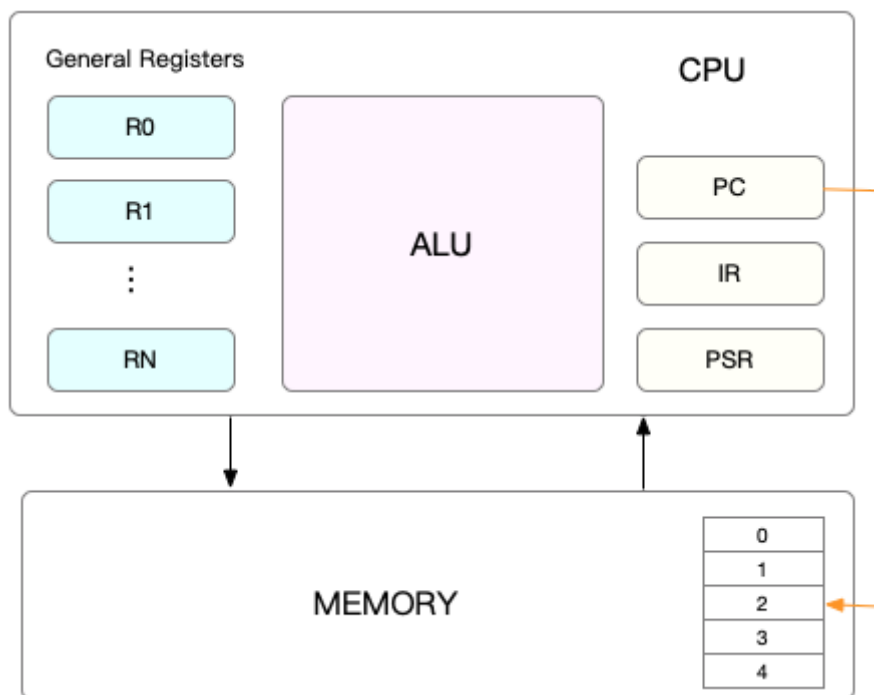 General Registers
CPU
R0
R1
⋮
RN
ALU
PC
IR
PSR
MEMORY
0
1
2
3
4